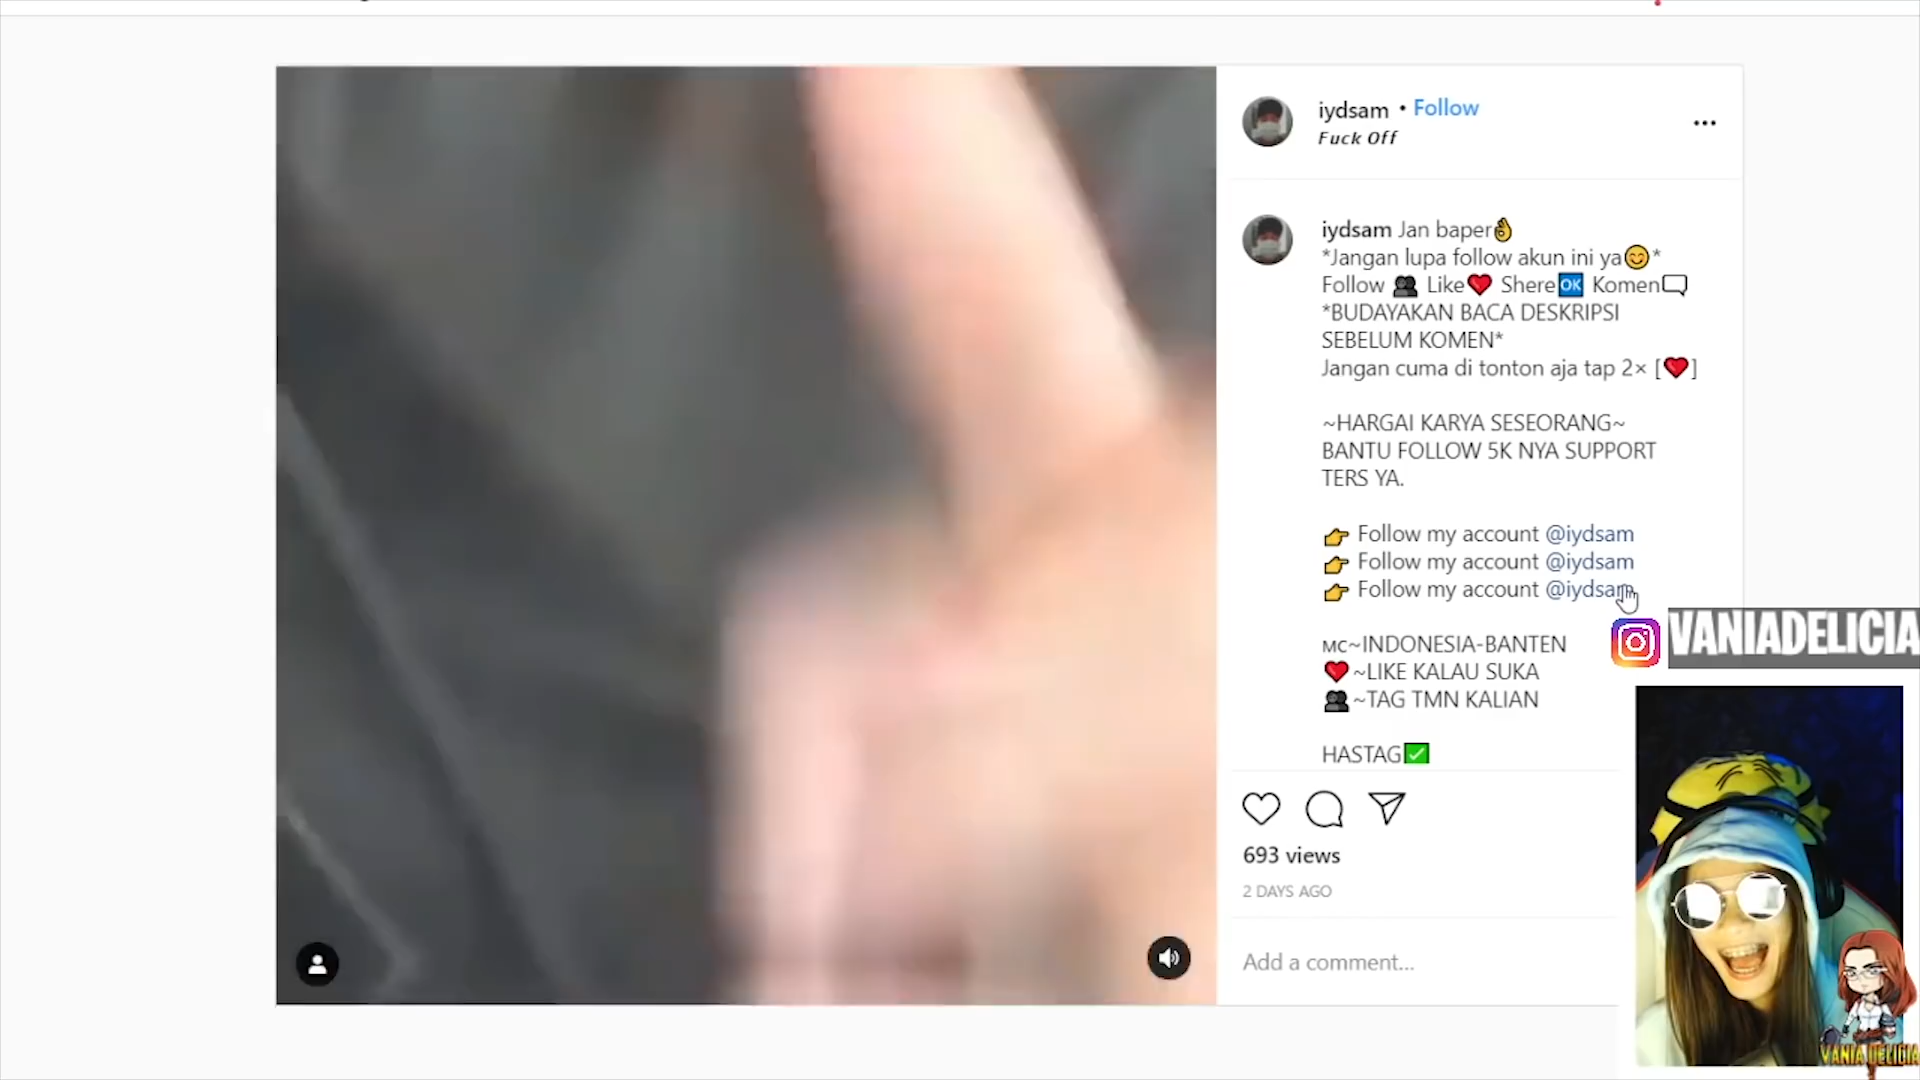 iydsam • Follow
Fuck Off
iydsam Jan baper👌
*Jangan lupa follow akun ini ya😊*
Follow 👥 Like❤️ Shere🆗 Komen🗨
*BUDAYAKAN BACA DESKRIPSI
SEBELUM KOMEN*
Jangan cuma di tonton aja tap 2× [❤️]
~HARGAI KARYA SESEORANG~
BANTU FOLLOW 5K NYA SUPPORT
TERS YA.
👉 Follow my account @iydsam
👉 Follow my account @iydsam
👉 Follow my account @iydsam
ᴍᴄ~INDONESIA-BANTEN
❤️~LIKE KALAU SUKA
👥~TAG TMN KALIAN
HASTAG✅
693 views
2 DAYS AGO
Add a comment...
VANIADELICIA
VANIA DELICIA